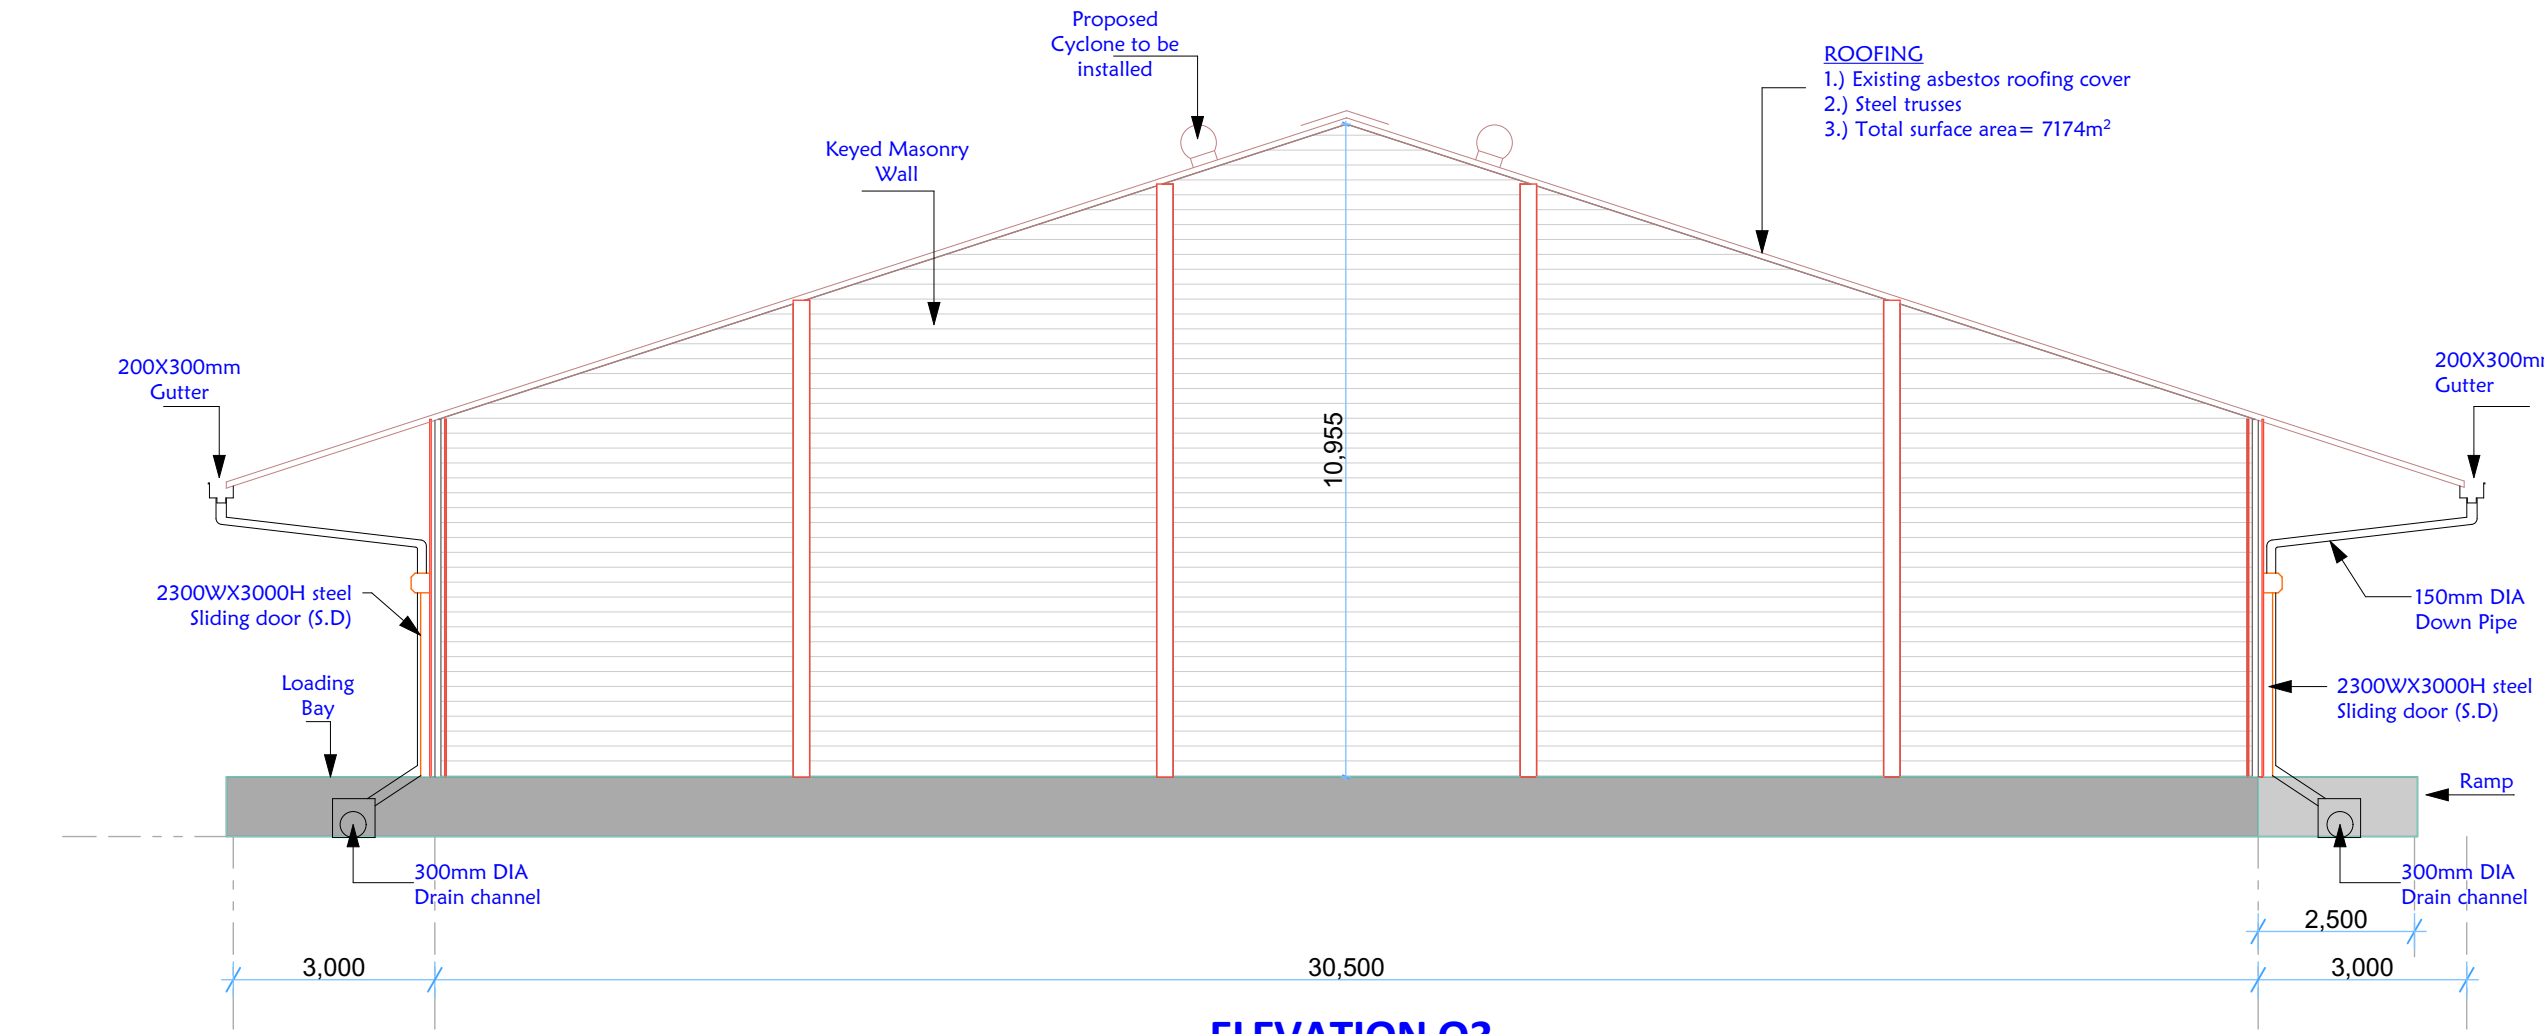 Proposed
Cyclone to be
installed
ROOFING
1.) Existing asbestos roofing cover
2.) Steel trusses
3.) Total surface area= 7174m²
Keyed Masonry
Wall
200X300mm
Gutter
200X300m
Gutter
10,955
2300WX3000H steel
Sliding door (S.D)
150mm DIA
Down Pipe
Loading
Bay
2300WX3000H steel
Sliding door (S.D)
Ramp
300mm DIA
Drain channel
300mm DIA
Drain channel
2,500
3,000
30,500
3,000
ELEVATION